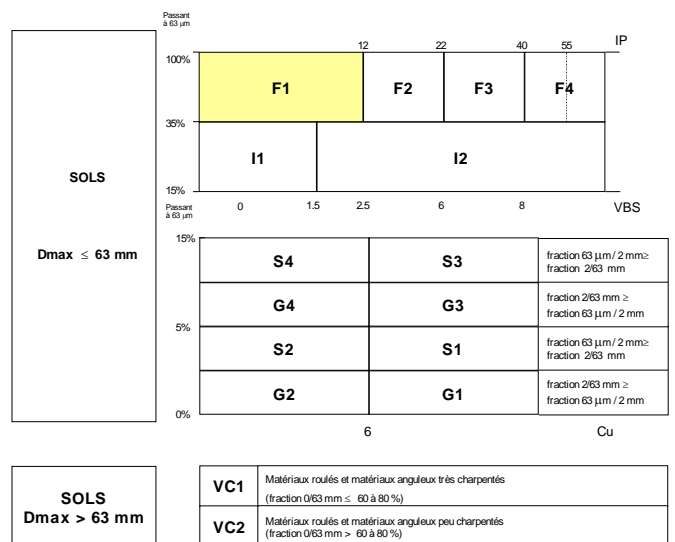 Passant
à 63 μm
IP
12 22 40 55
100%
F1 F2 F3 F4
35%
I1 I2
15%
Passant
à 63 μm
0 1.5 2.5 6 8 VBS
SOLS
Dmax ≤ 63 mm
15%
S4 S3 fraction 63 μm / 2 mm≥
fraction 2/63 mm
G4 G3 fraction 2/63 mm ≥
fraction 63 μm / 2 mm
5%
S2 S1 fraction 63 μm / 2 mm≥
fraction 2/63 mm
G2 G1 fraction 2/63 mm ≥
fraction 63 μm / 2 mm
0%
6 Cu
SOLS
Dmax > 63 mm
VC1 Matériaux roulés et matériaux anguleux très charpentés
(fraction 0/63 mm ≤ 60 à 80 %)
VC2 Matériaux roulés et matériaux anguleux peu charpentés
(fraction 0/63 mm > 60 à 80 %)